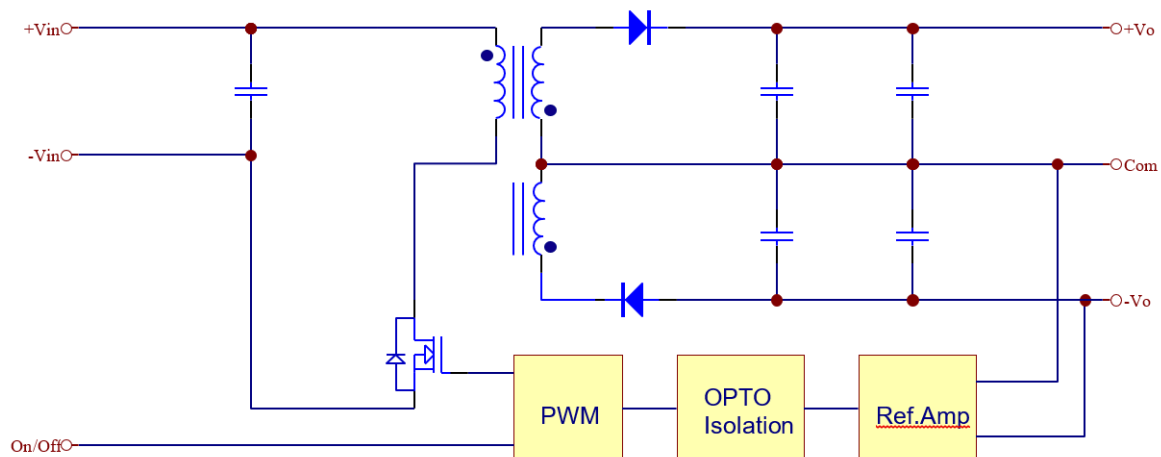 +Vin
+Vo
-Vin
Com
-Vo
PWM
OPTO
Isolation
Ref.Amp
On/Off